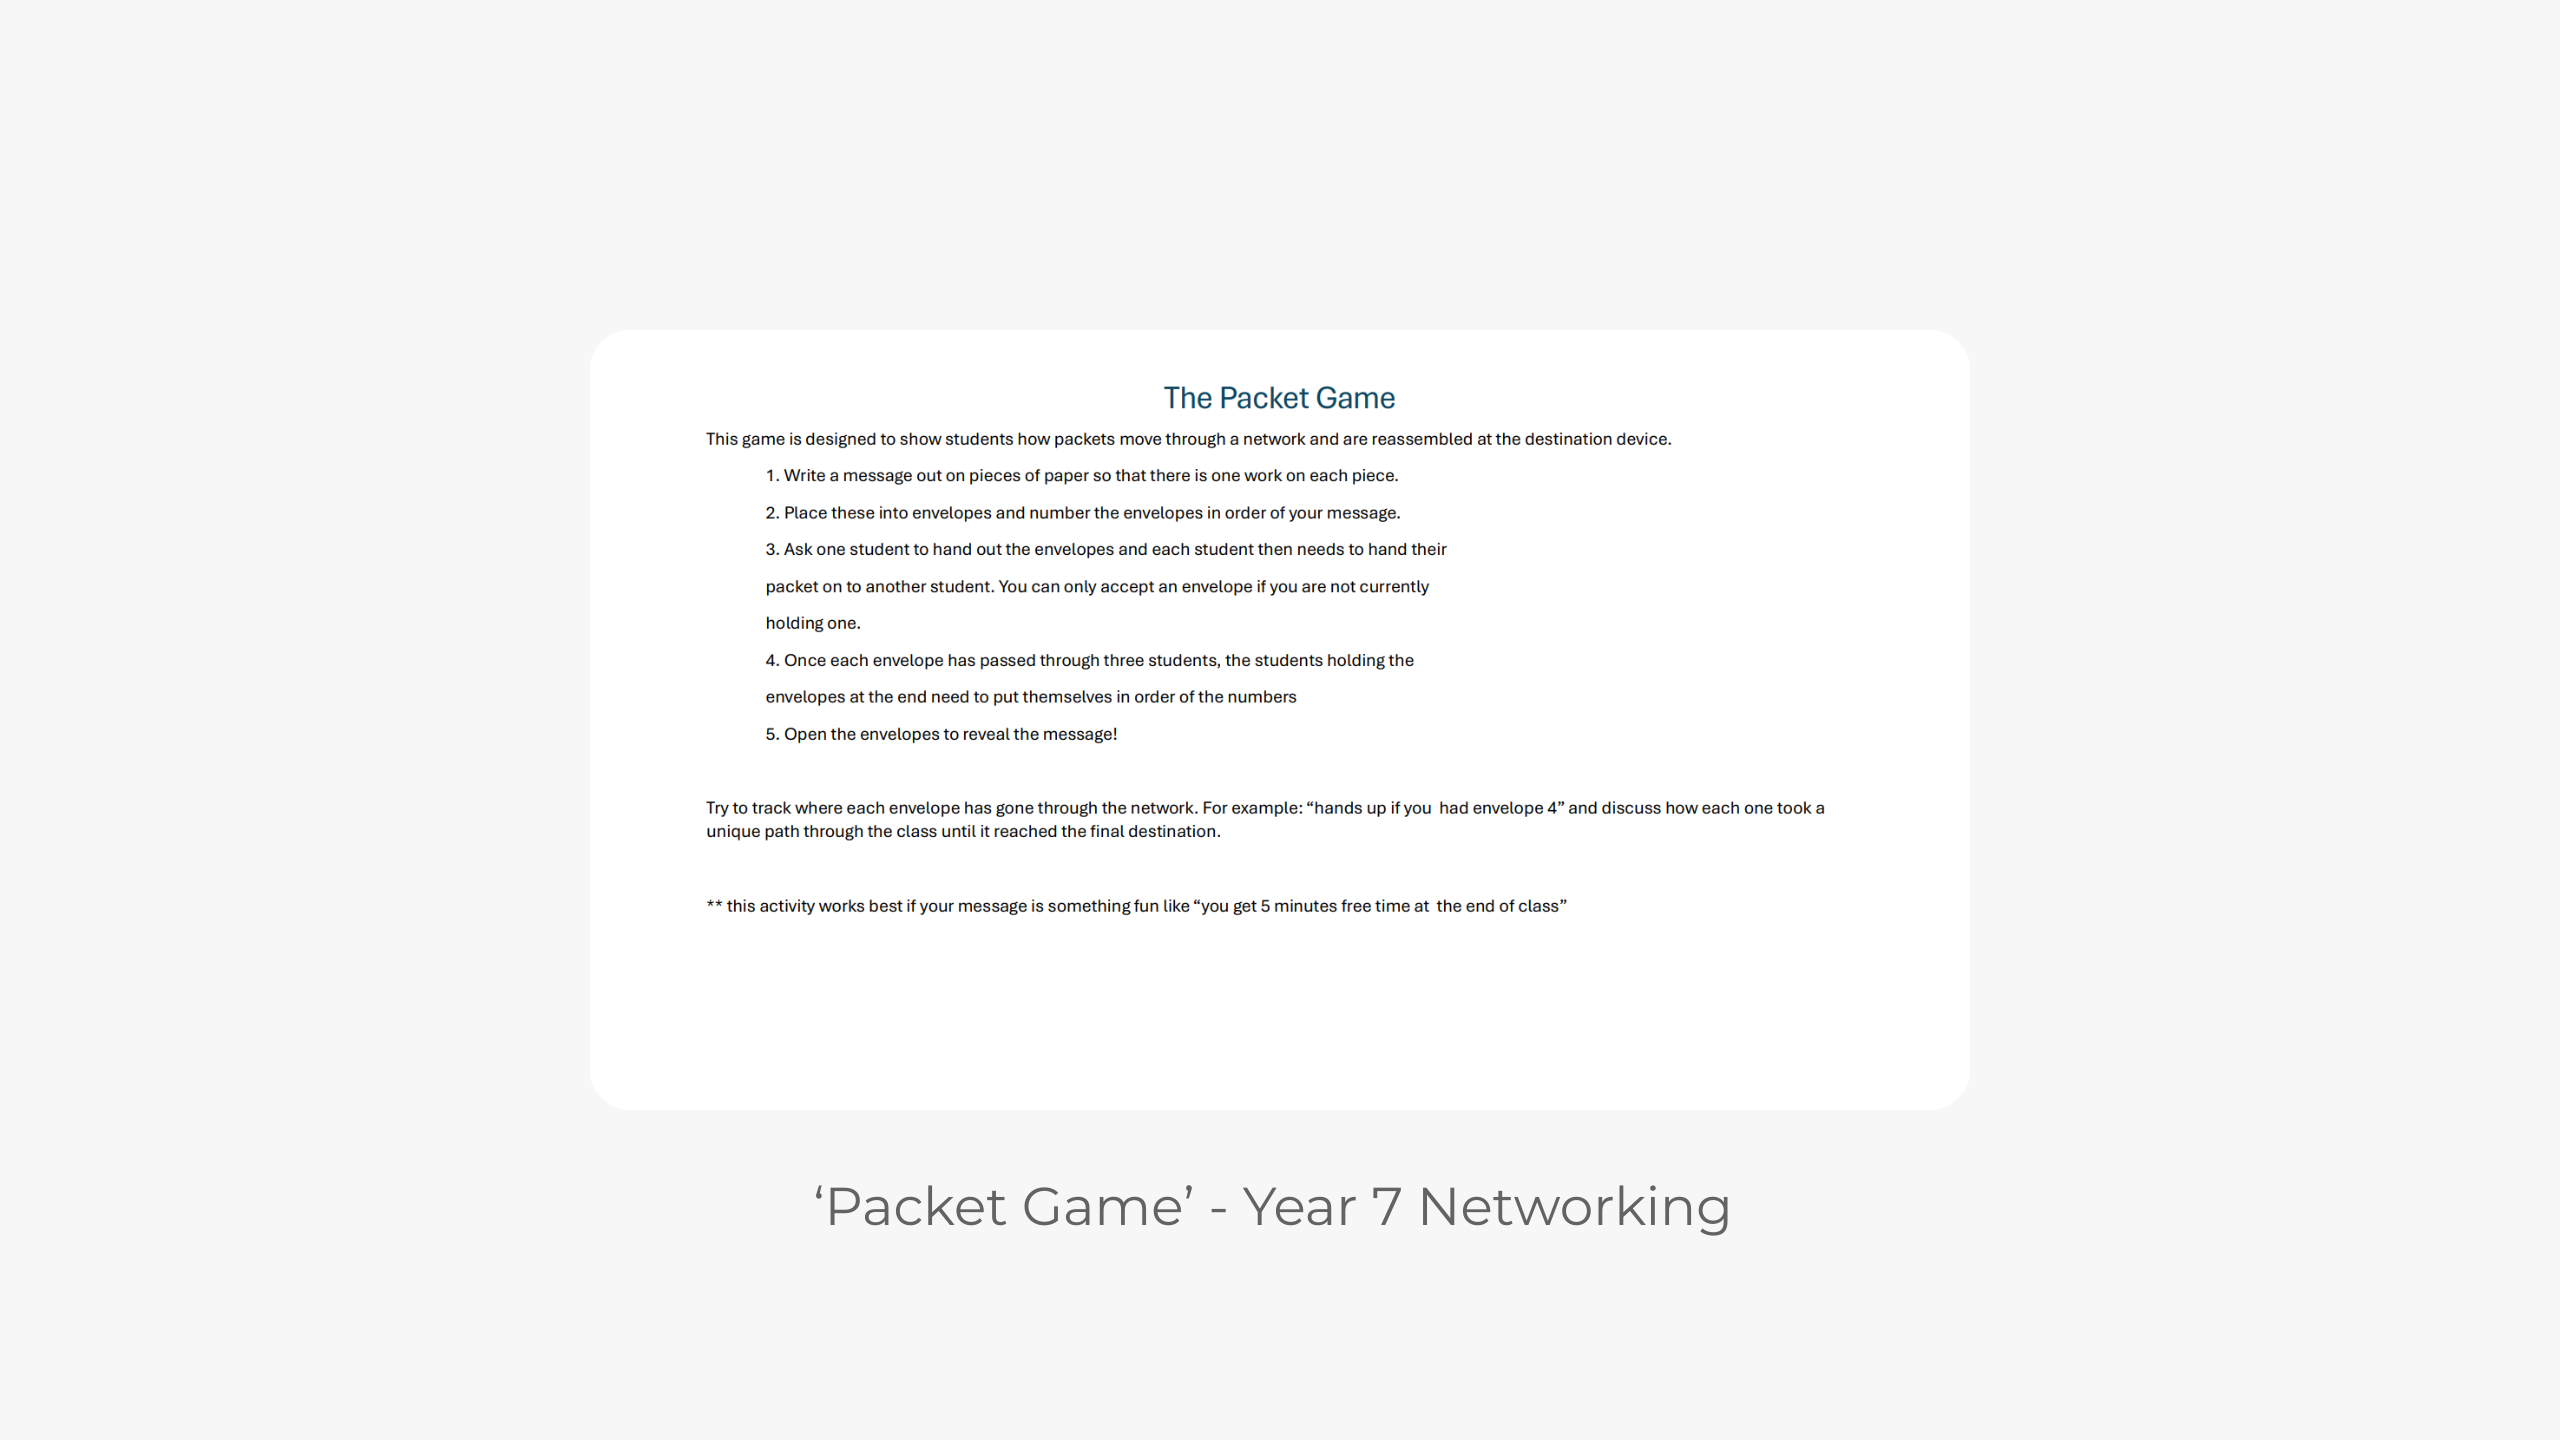 The Packet Game
This game is designed to show students how packets move through a network and are reassembled at the destination device.
1. Write a message out on pieces of paper so that there is one work on each piece.
2. Place these into envelopes and number the envelopes in order of your message.
3. Ask one student to hand out the envelopes and each student then needs to hand their
packet on to another student. You can only accept an envelope if you are not currently
holding one.
4. Once each envelope has passed through three students, the students holding the
envelopes at the end need to put themselves in order of the numbers
5. Open the envelopes to reveal the message!
Try to track where each envelope has gone through the network. For example: “hands up if you had envelope 4” and discuss how each one took a
unique path through the class until it reached the final destination.
** this activity works best if your message is something fun like “you get 5 minutes free time at the end of class”
‘Packet Game’ - Year 7 Networking